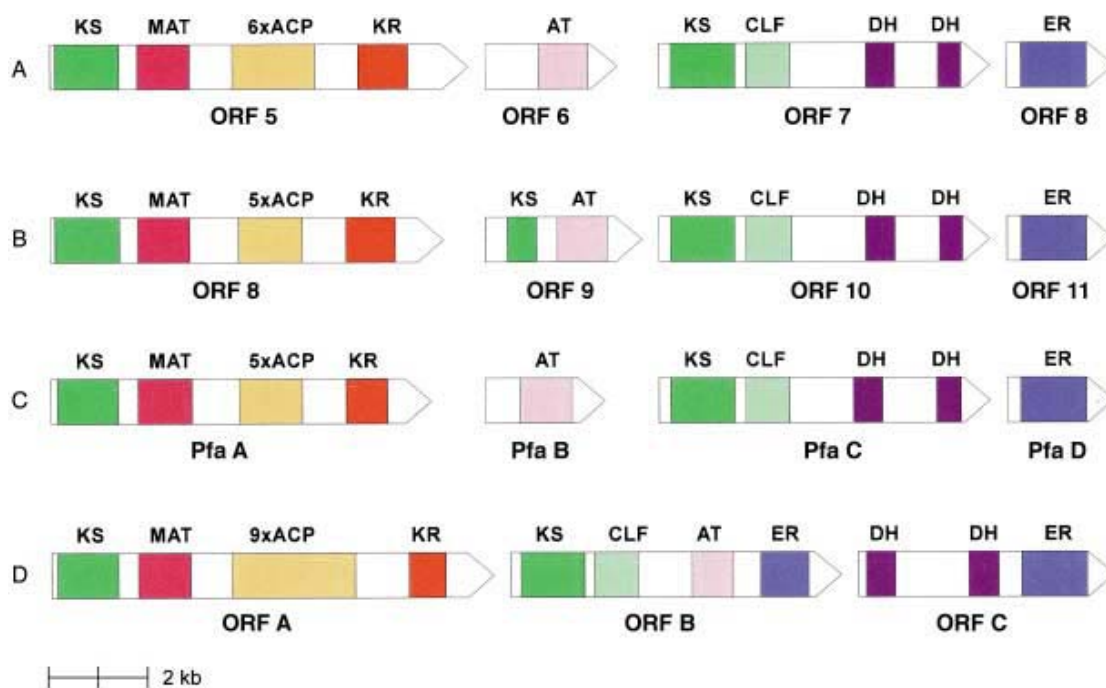 KS MAT 6xACP KR AT KS CLF DH DH ER
A
ORF 5 ORF 6 ORF 7 ORF 8
KS MAT 5xACP KR KS AT KS CLF DH DH ER
B
ORF 8 ORF 9 ORF 10 ORF 11
KS MAT 5xACP KR AT KS CLF DH DH ER
C
Pfa A Pfa B Pfa C Pfa D
KS MAT 9xACP KR KS CLF AT ER DH DH ER
D
ORF A ORF B ORF C
2 kb